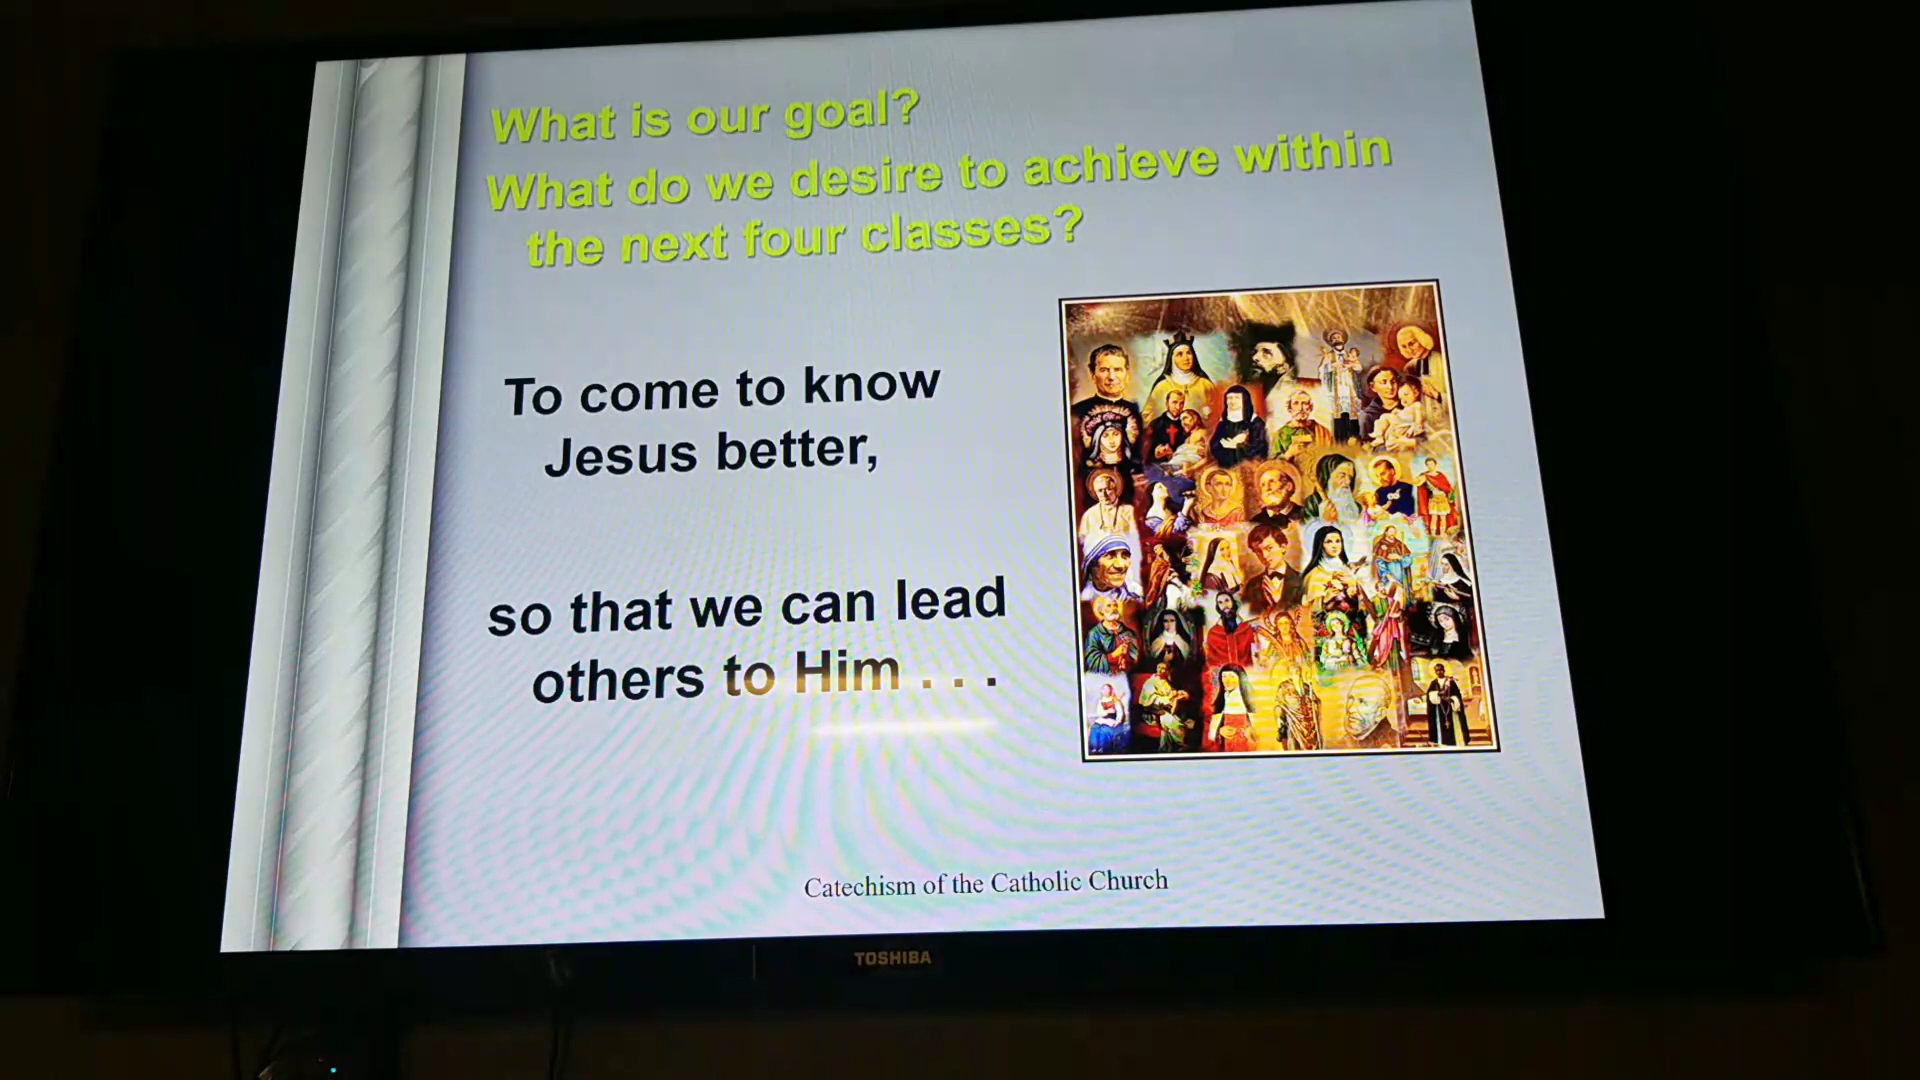 What is our goal?
What do we desire to achieve within
the next four classes?
To come to know
Jesus better,
so that we can lead
others to Him . . .
Catechism of the Catholic Church
TOSHIBA